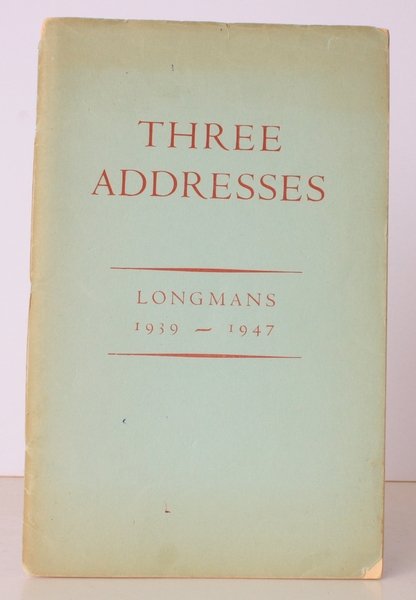 THREE
ADDRESSES
LONGMANS
1939 – 1947